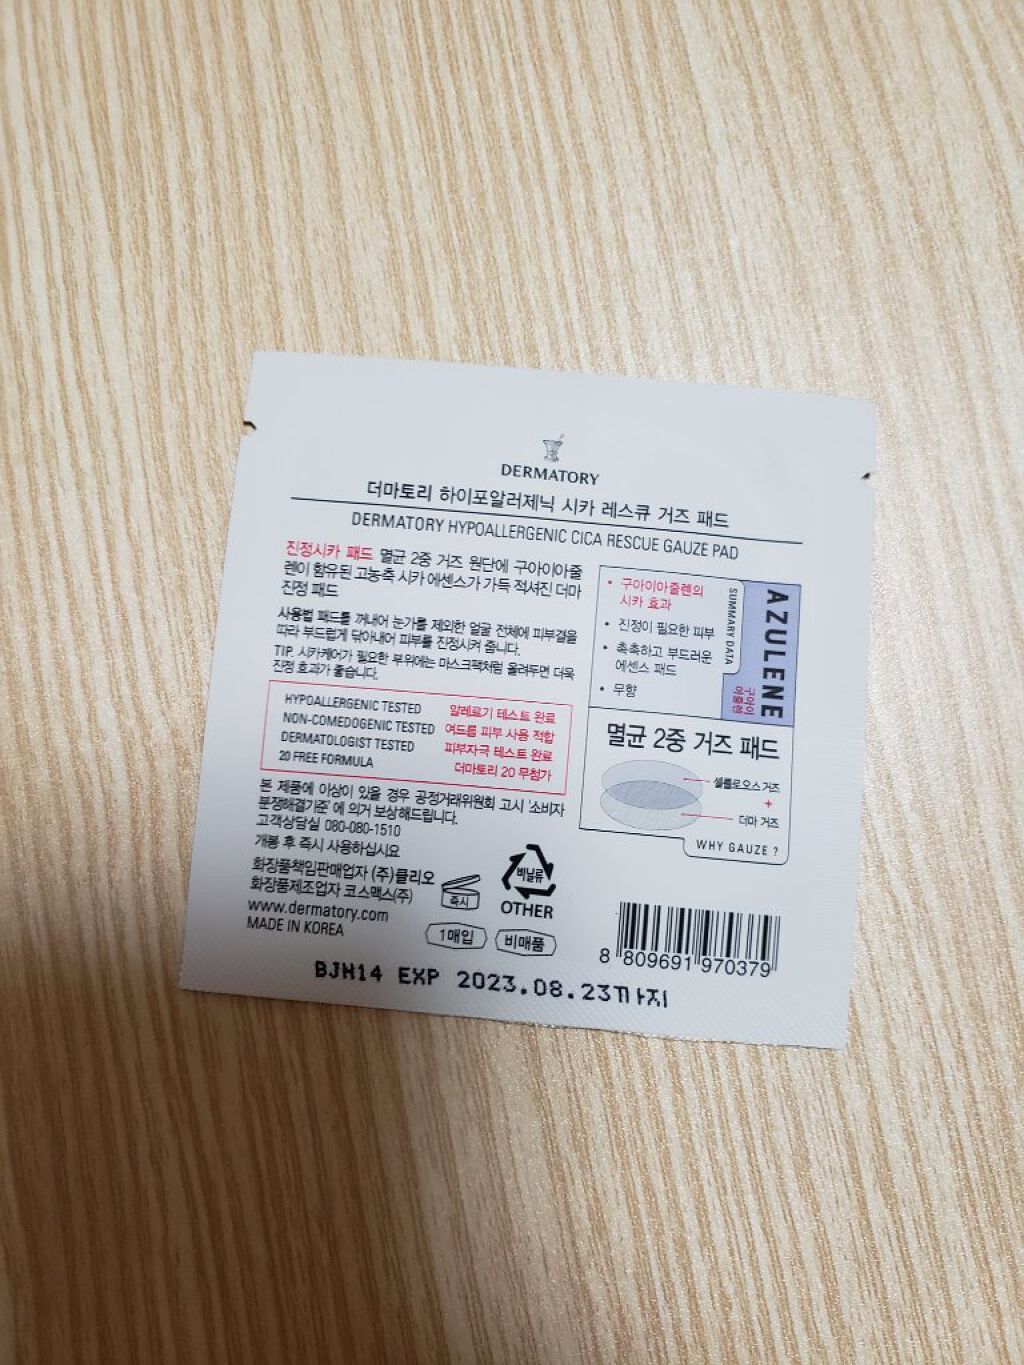 DERMATORY
더마토리 하이포알러제닉 시카 레스큐 거즈 패드
DERMATORY HYPOALLERGENIC CICA RESCUE GAUZE PAD
진정시카 패드 멸균 2중 거즈 원단에 구아이아줄
렌이 함유된 고농축 시카 에센스가 가득 적셔진 더마
진정 패드
사용법 패드를 꺼내어 눈가를 제외한 얼굴 전체에 피부결을
따라 부드럽게 닦아내어 피부를 진정시켜 줍니다.
TIP. 시카케어가 필요한 부위에는 마스크팩처럼 올려두면 더욱
진정 효과가 좋습니다.
HYPOALLERGENIC TESTED 알레르기 테스트 완료
NON-COMEDOGENIC TESTED 여드름 피부 사용 적합
DERMATOLOGIST TESTED 피부자극 테스트 완료
20 FREE FORMULA 더마토리 20 무첨가
본 제품에 이상이 있을 경우 공정거래위원회 고시 '소비자
분쟁해결기준'에 의거 보상해드립니다.
고객상담실 080-080-1510
개봉 후 즉시 사용하십시요
화장품책임판매업자 (주)클리오
화장품제조업자 코스맥스(주)
www.dermatory.com
MADE IN KOREA
즉시
비닐류
OTHER
1매입
비매품
AZULENE
구아이
아줄렌
SUMMARY DATA
• 구아이아줄렌의
시카 효과
• 진정이 필요한 피부
• 촉촉하고 부드러운
에센스 패드
• 무향
멸균 2중 거즈 패드
셀룰로오스 거즈
+
더마 거즈
WHY GAUZE ?
8 809691 970379
BJH14 EXP 2023.08.23까지